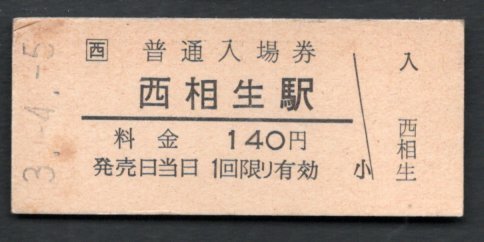 3.-4.-5
西 普通入場券
西相生駅
料金 140円
発売日当日 1回限り有効
小
入
西相生